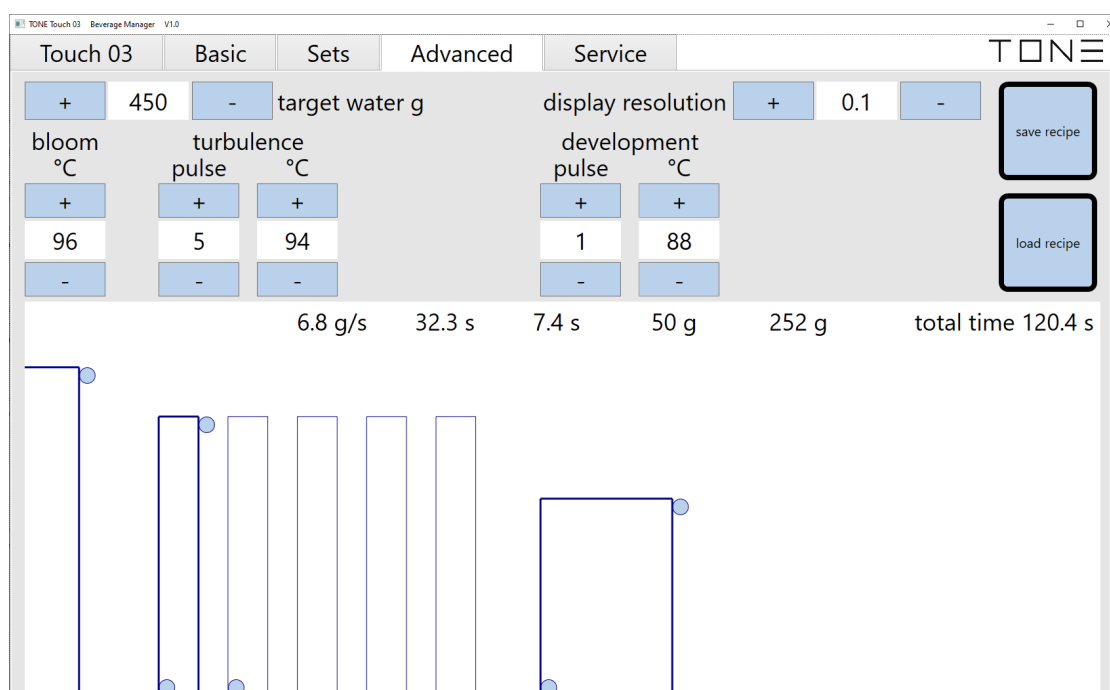 TONE Touch 03 Beverage Manager V1.0
Touch 03 Basic Sets Advanced Service TONE
+ 450 - target water g display resolution + 0.1 -
save recipe
bloom turbulence development
°C pulse °C pulse °C
+ + + + +
load recipe
96 5 94 1 88
- - - - -
6.8 g/s 32.3 s 7.4 s 50 g 252 g total time 120.4 s